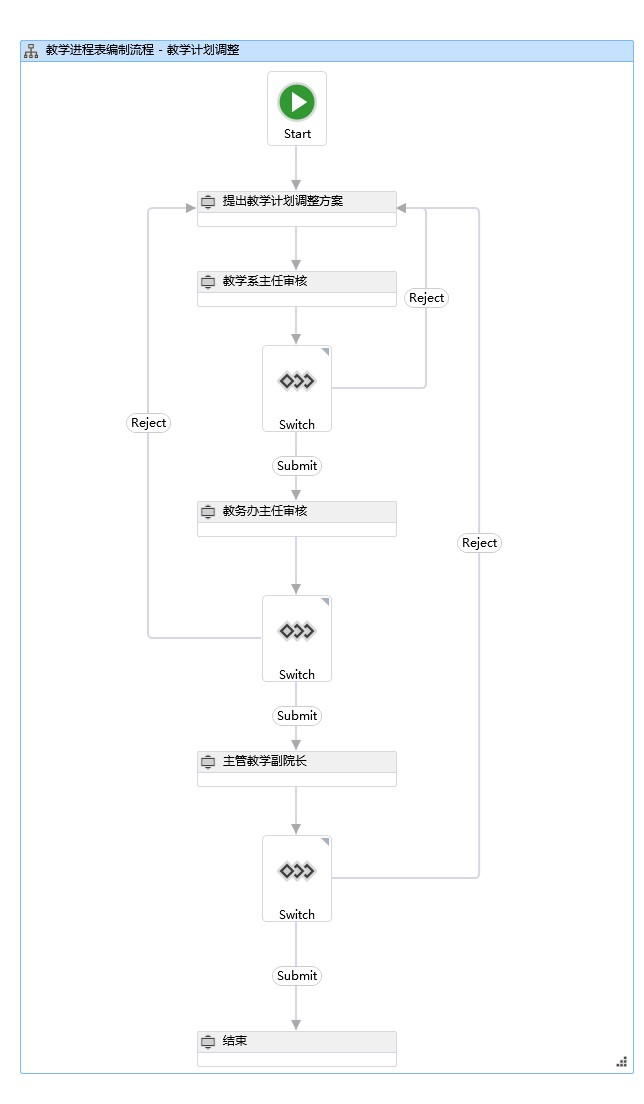 教学进程表编制流程 - 教学计划调整
Start
提出教学计划调整方案
教学系主任审核
Reject
Switch
Reject
Submit
教务办主任审核
Reject
Switch
Submit
主管教学副院长
Switch
Submit
结束